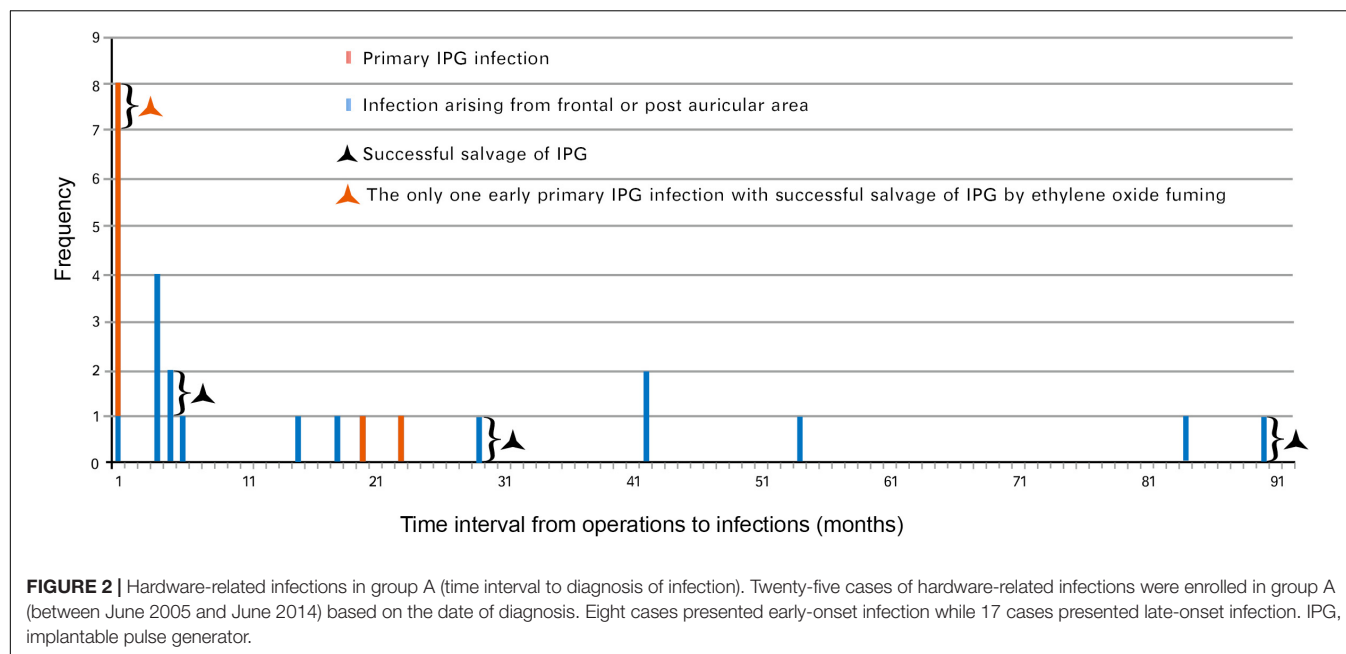 9
8
7
6
5
4
3
2
1
0
Frequency
Primary IPG infection
Infection arising from frontal or post auricular area
Successful salvage of IPG
The only one early primary IPG infection with successful salvage of IPG by ethylene oxide fuming
1 11 21 31 41 51 61 71 81 91
Time interval from operations to infections (months)
FIGURE 2 | Hardware-related infections in group A (time interval to diagnosis of infection). Twenty-five cases of hardware-related infections were enrolled in group A
(between June 2005 and June 2014) based on the date of diagnosis. Eight cases presented early-onset infection while 17 cases presented late-onset infection. IPG,
implantable pulse generator.